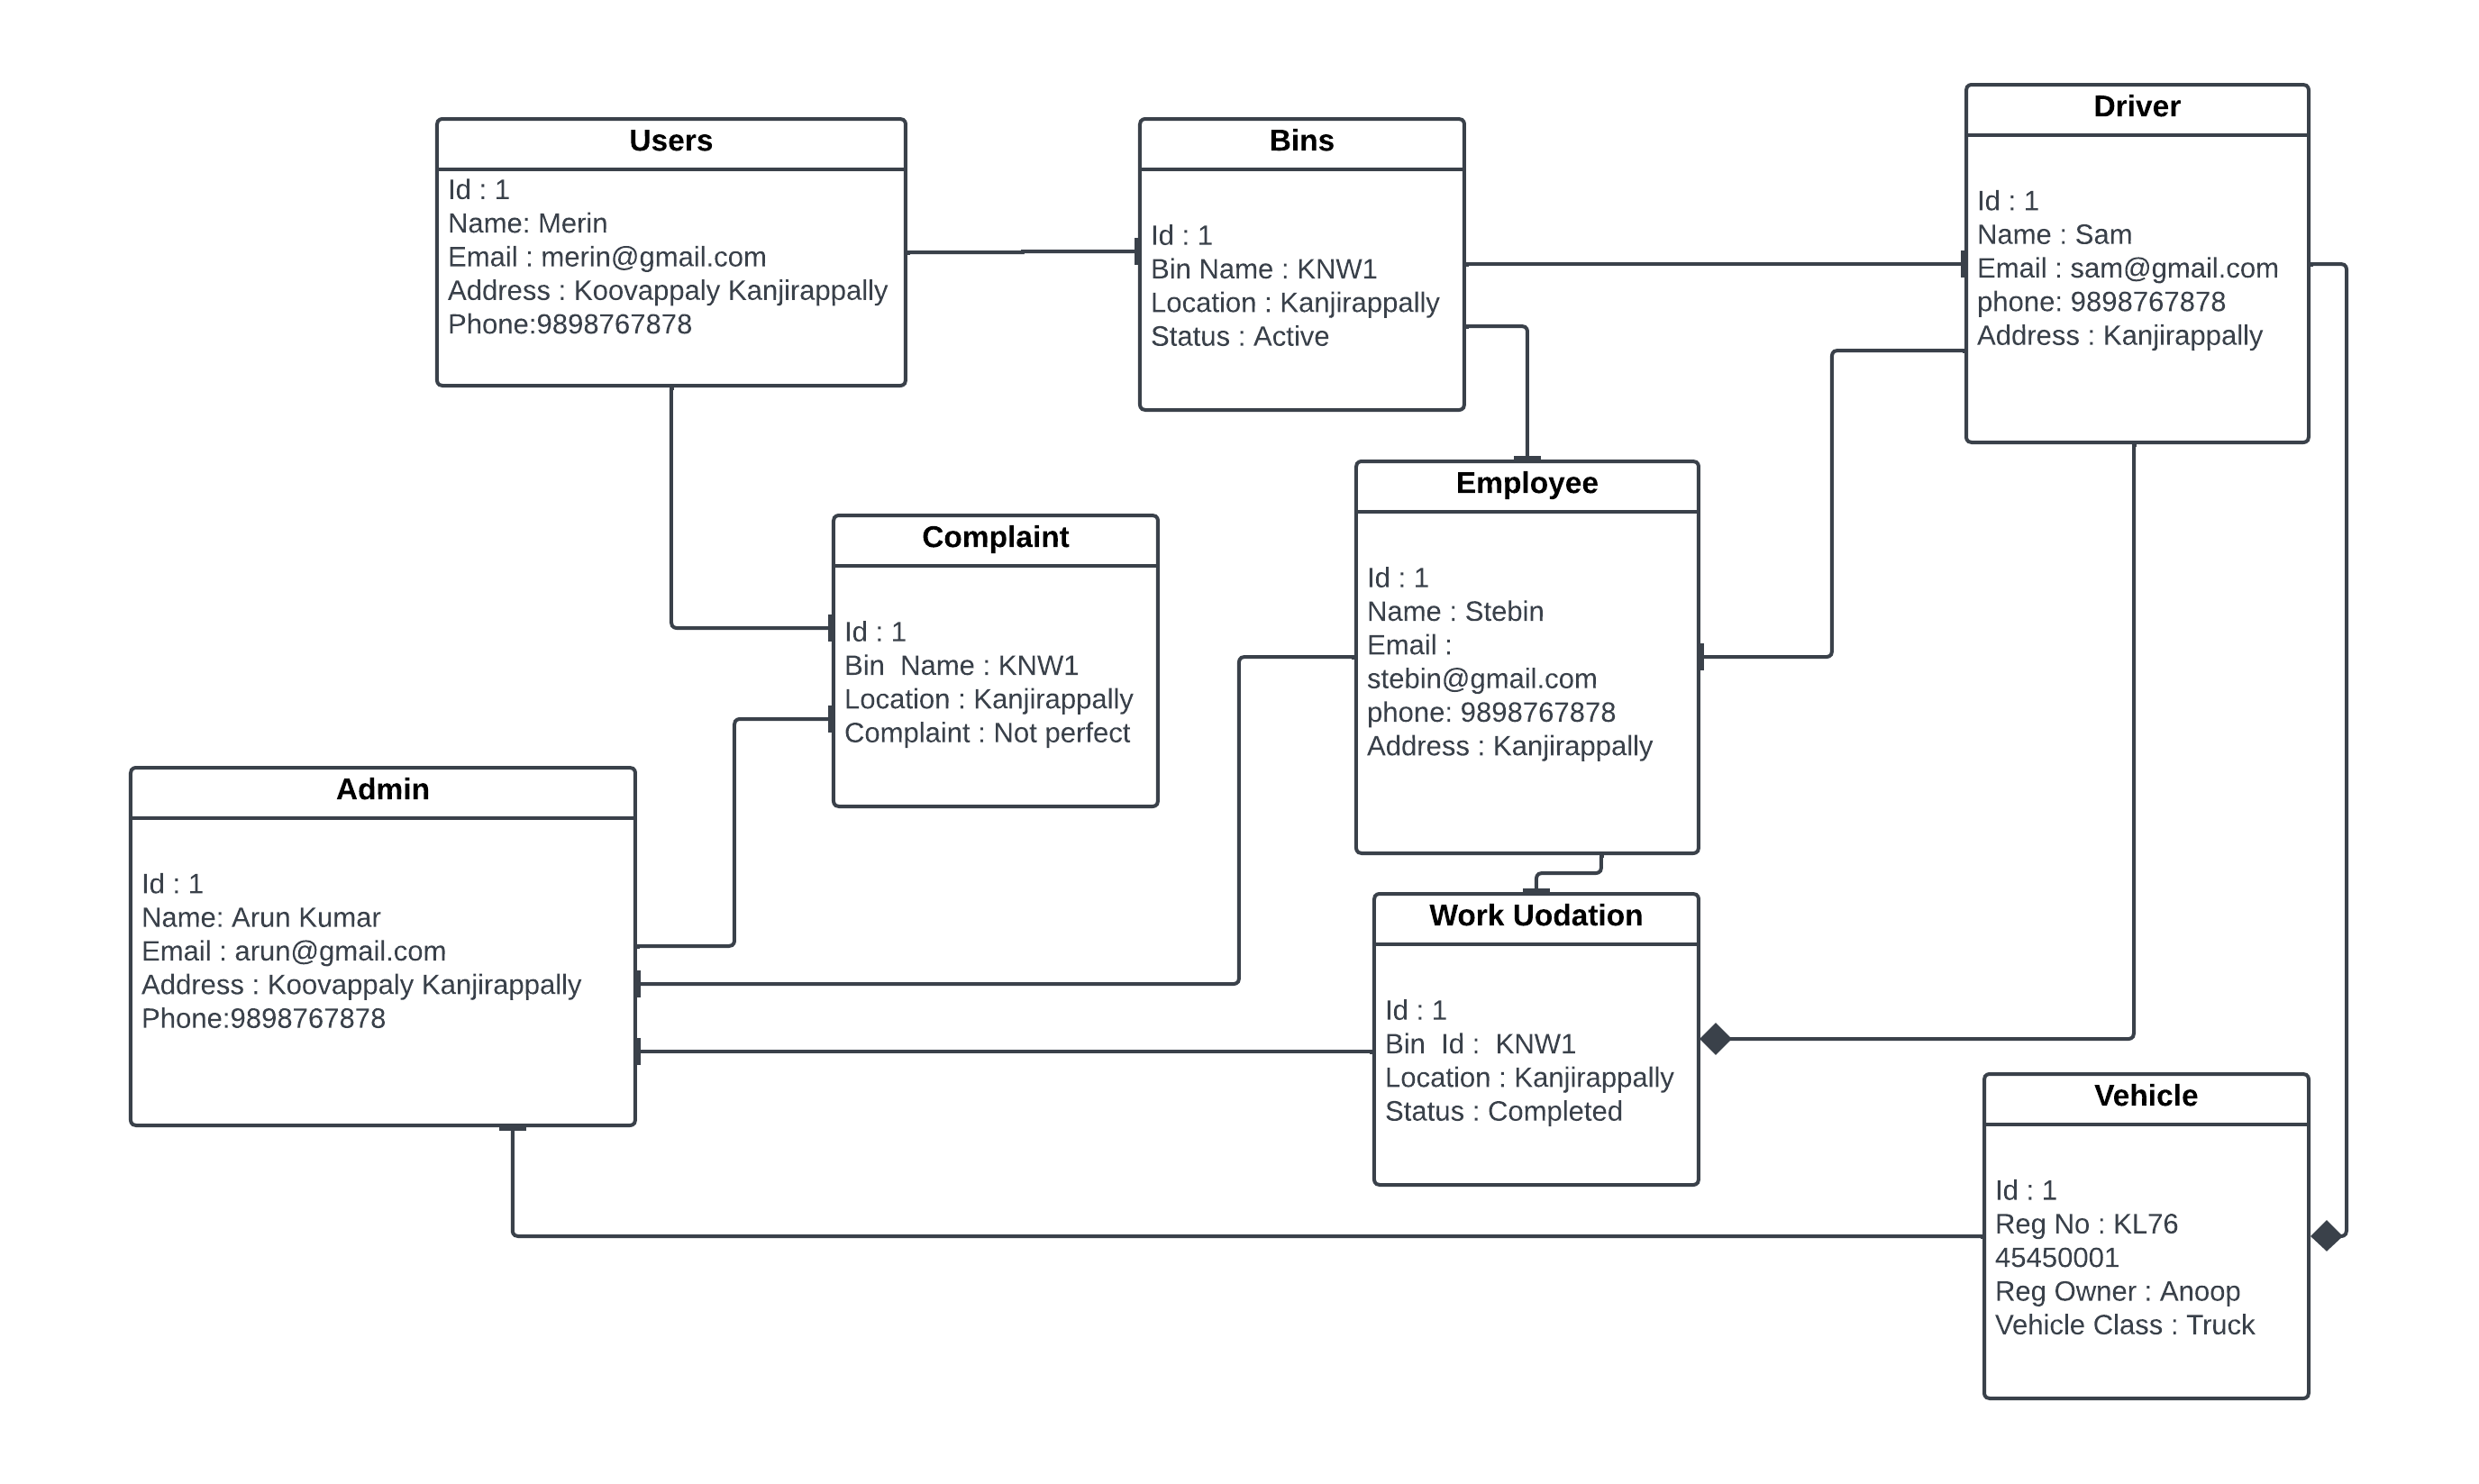 Users
Id : 1
Name: Merin
Email : merin@gmail.com
Address : Koovappaly Kanjirappally
Phone:9898767878
Bins
Id : 1
Bin Name : KNW1
Location : Kanjirappally
Status : Active
Driver
Id : 1
Name : Sam
Email : sam@gmail.com
phone: 9898767878
Address : Kanjirappally
Complaint
Id : 1
Bin  Name : KNW1
Location : Kanjirappally
Complaint : Not perfect
Employee
Id : 1
Name : Stebin
Email :
stebin@gmail.com
phone: 9898767878
Address : Kanjirappally
Admin
Id : 1
Name: Arun Kumar
Email : arun@gmail.com
Address : Koovappaly Kanjirappally
Phone:9898767878
Work Uodation
Id : 1
Bin  Id :  KNW1
Location : Kanjirappally
Status : Completed
Vehicle
Id : 1
Reg No : KL76
45450001
Reg Owner : Anoop
Vehicle Class : Truck